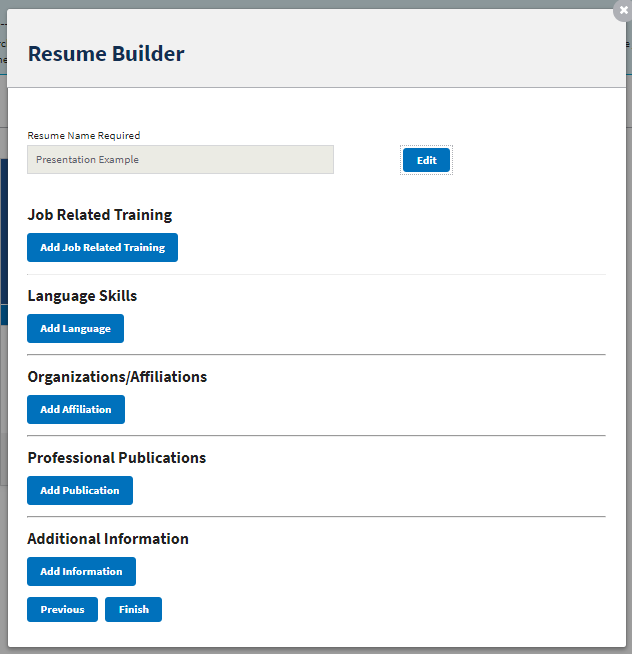 Resume Builder
Resume Name Required
Presentation Example
Edit
Job Related Training
Add Job Related Training
Language Skills
Add Language
Organizations/Affiliations
Add Affiliation
Professional Publications
Add Publication
Additional Information
Add Information
Previous Finish